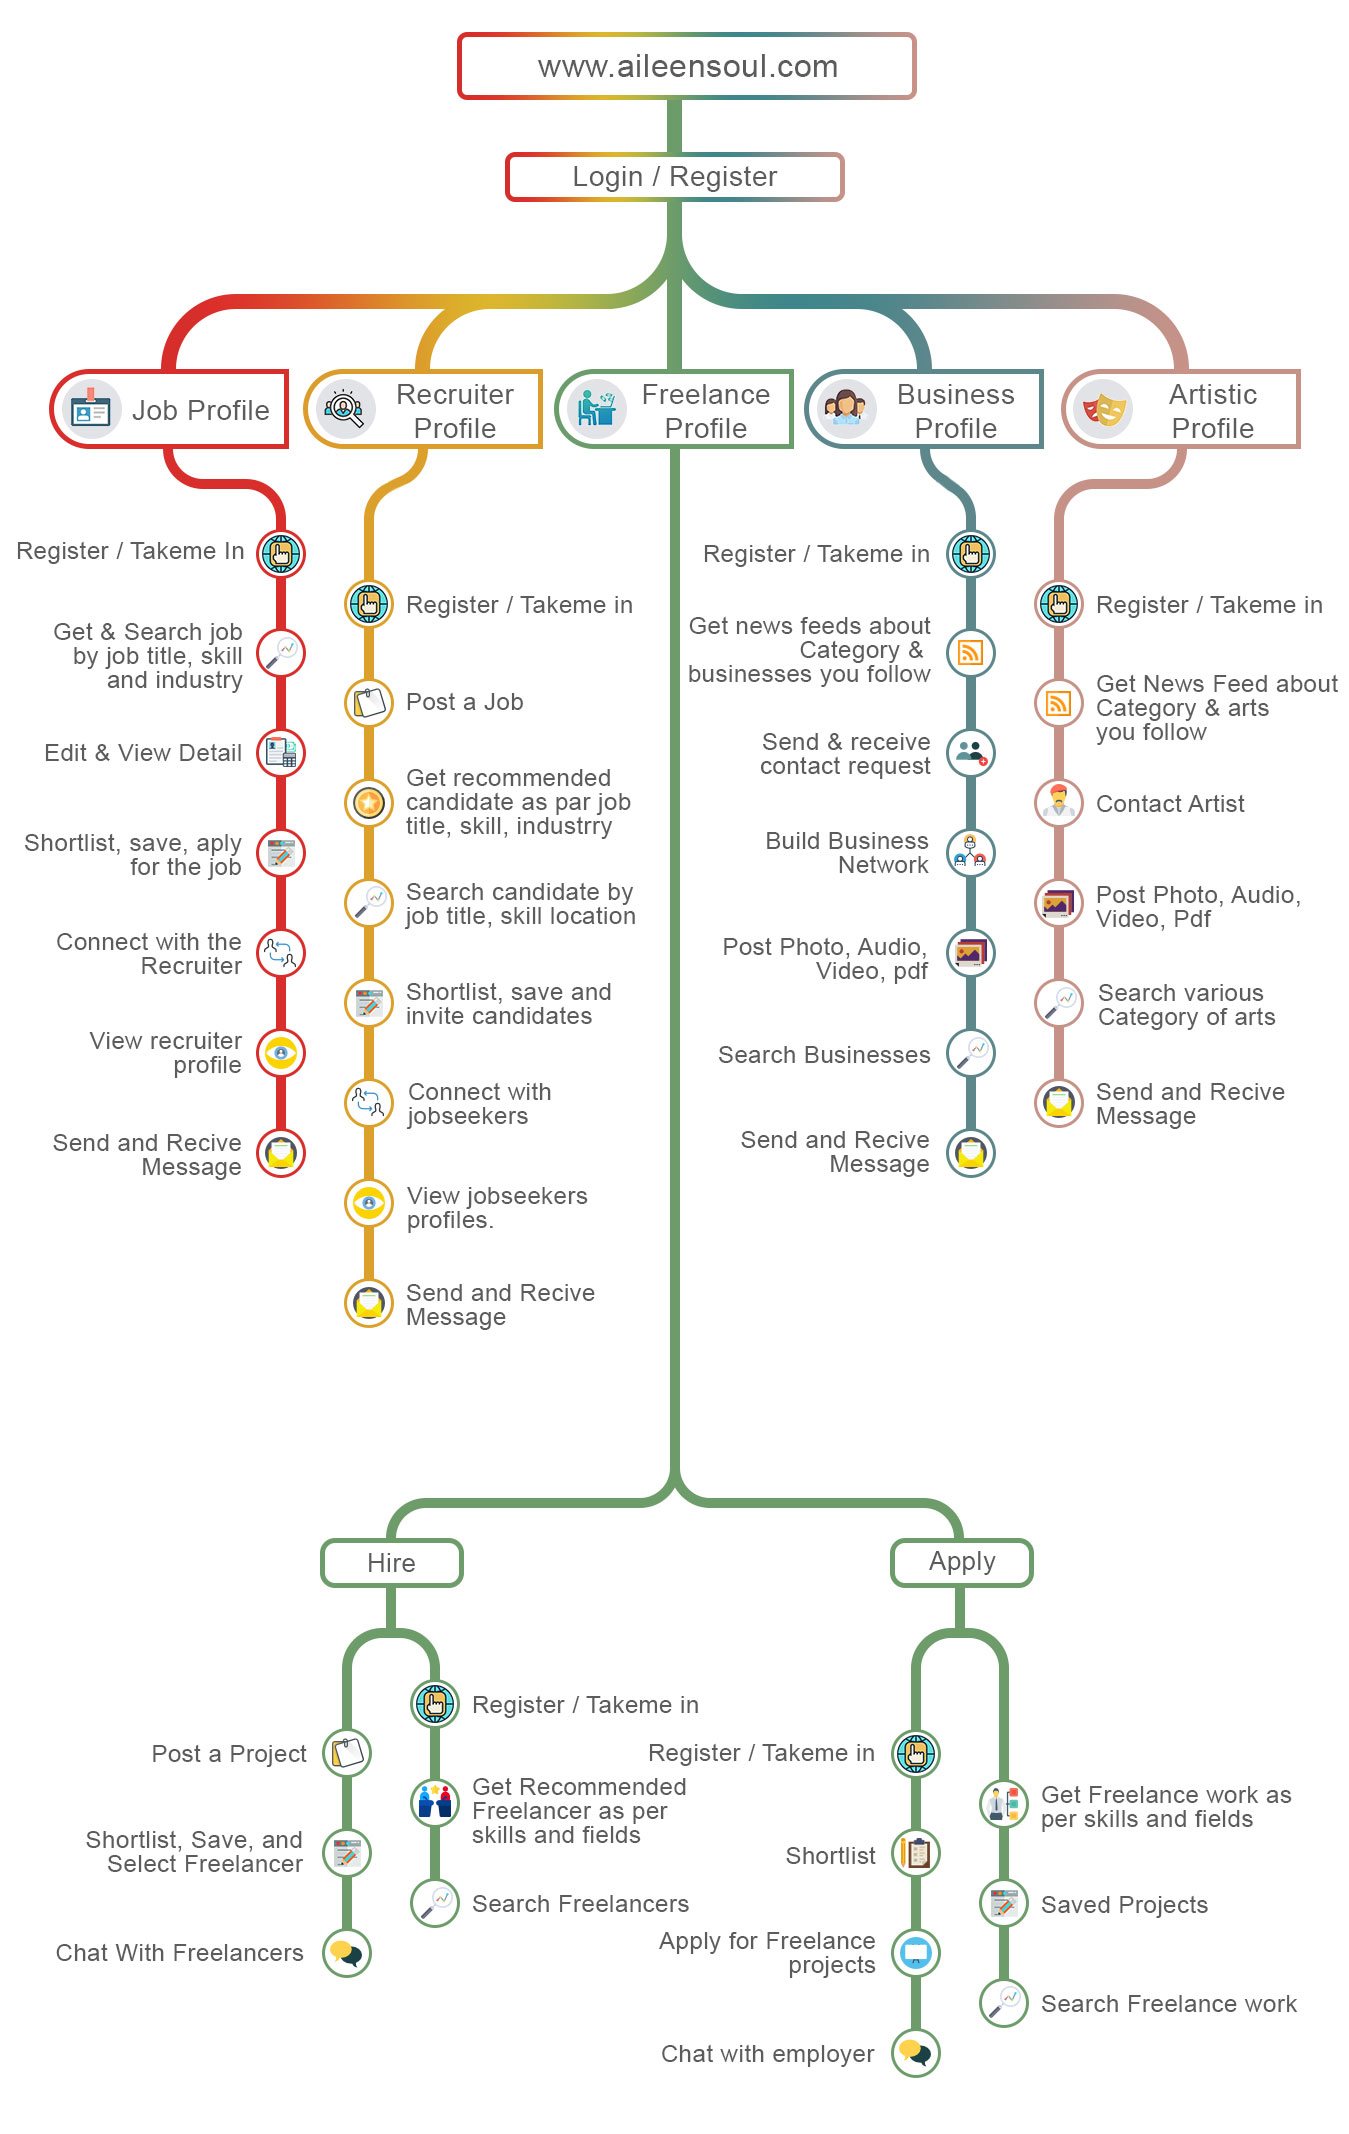 www.aileensoul.com
Login / Register
Job Profile
Recruiter
Profile
Freelance
Profile
Business
Profile
Artistic
Profile
Register / Takeme In
Get & Search job
by job title, skill
and industry
Edit & View Detail
Shortlist, save, aply
for the job
Connect with the
Recruiter
View recruiter
profile
Send and Recive
Message
Register / Takeme in
Post a Job
Get recommended
candidate as par job
title, skill, industrry
Search candidate by
job title, skill location
Shortlist, save and
invite candidates
Connect with
jobseekers
View jobseekers
profiles.
Send and Recive
Message
Register / Takeme in
Get news feeds about
Category &
businesses you follow
Send & receive
contact request
Build Business
Network
Post Photo, Audio,
Video, pdf
Search Businesses
Send and Recive
Message
Register / Takeme in
Get News Feed about
Category & arts
you follow
Contact Artist
Post Photo, Audio,
Video, Pdf
Search various
Category of arts
Send and Recive
Message
Hire
Post a Project
Shortlist, Save, and
Select Freelancer
Chat With Freelancers
Register / Takeme in
Get Recommended
Freelancer as per
skills and fields
Search Freelancers
Apply
Register / Takeme in
Shortlist
Apply for Freelance
projects
Chat with employer
Get Freelance work as
per skills and fields
Saved Projects
Search Freelance work